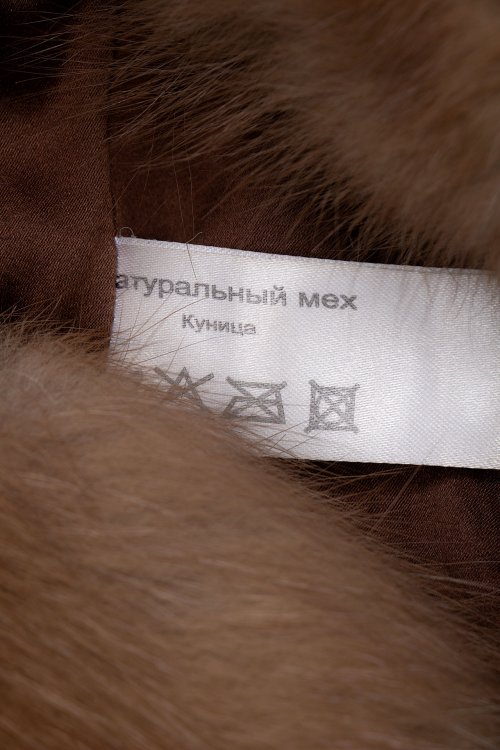 атуральный мех
Куница